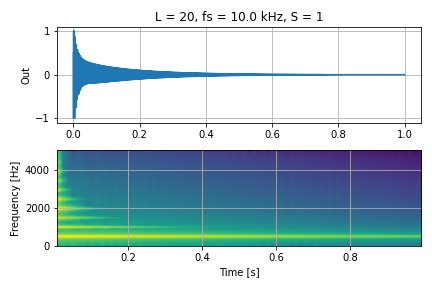 L = 20, fs = 10.0 kHz, S = 1
1
0
−1
Out
0.0 0.2 0.4 0.6 0.8 1.0
4000
2000
0
Frequency [Hz]
0.2 0.4 0.6 0.8
Time [s]